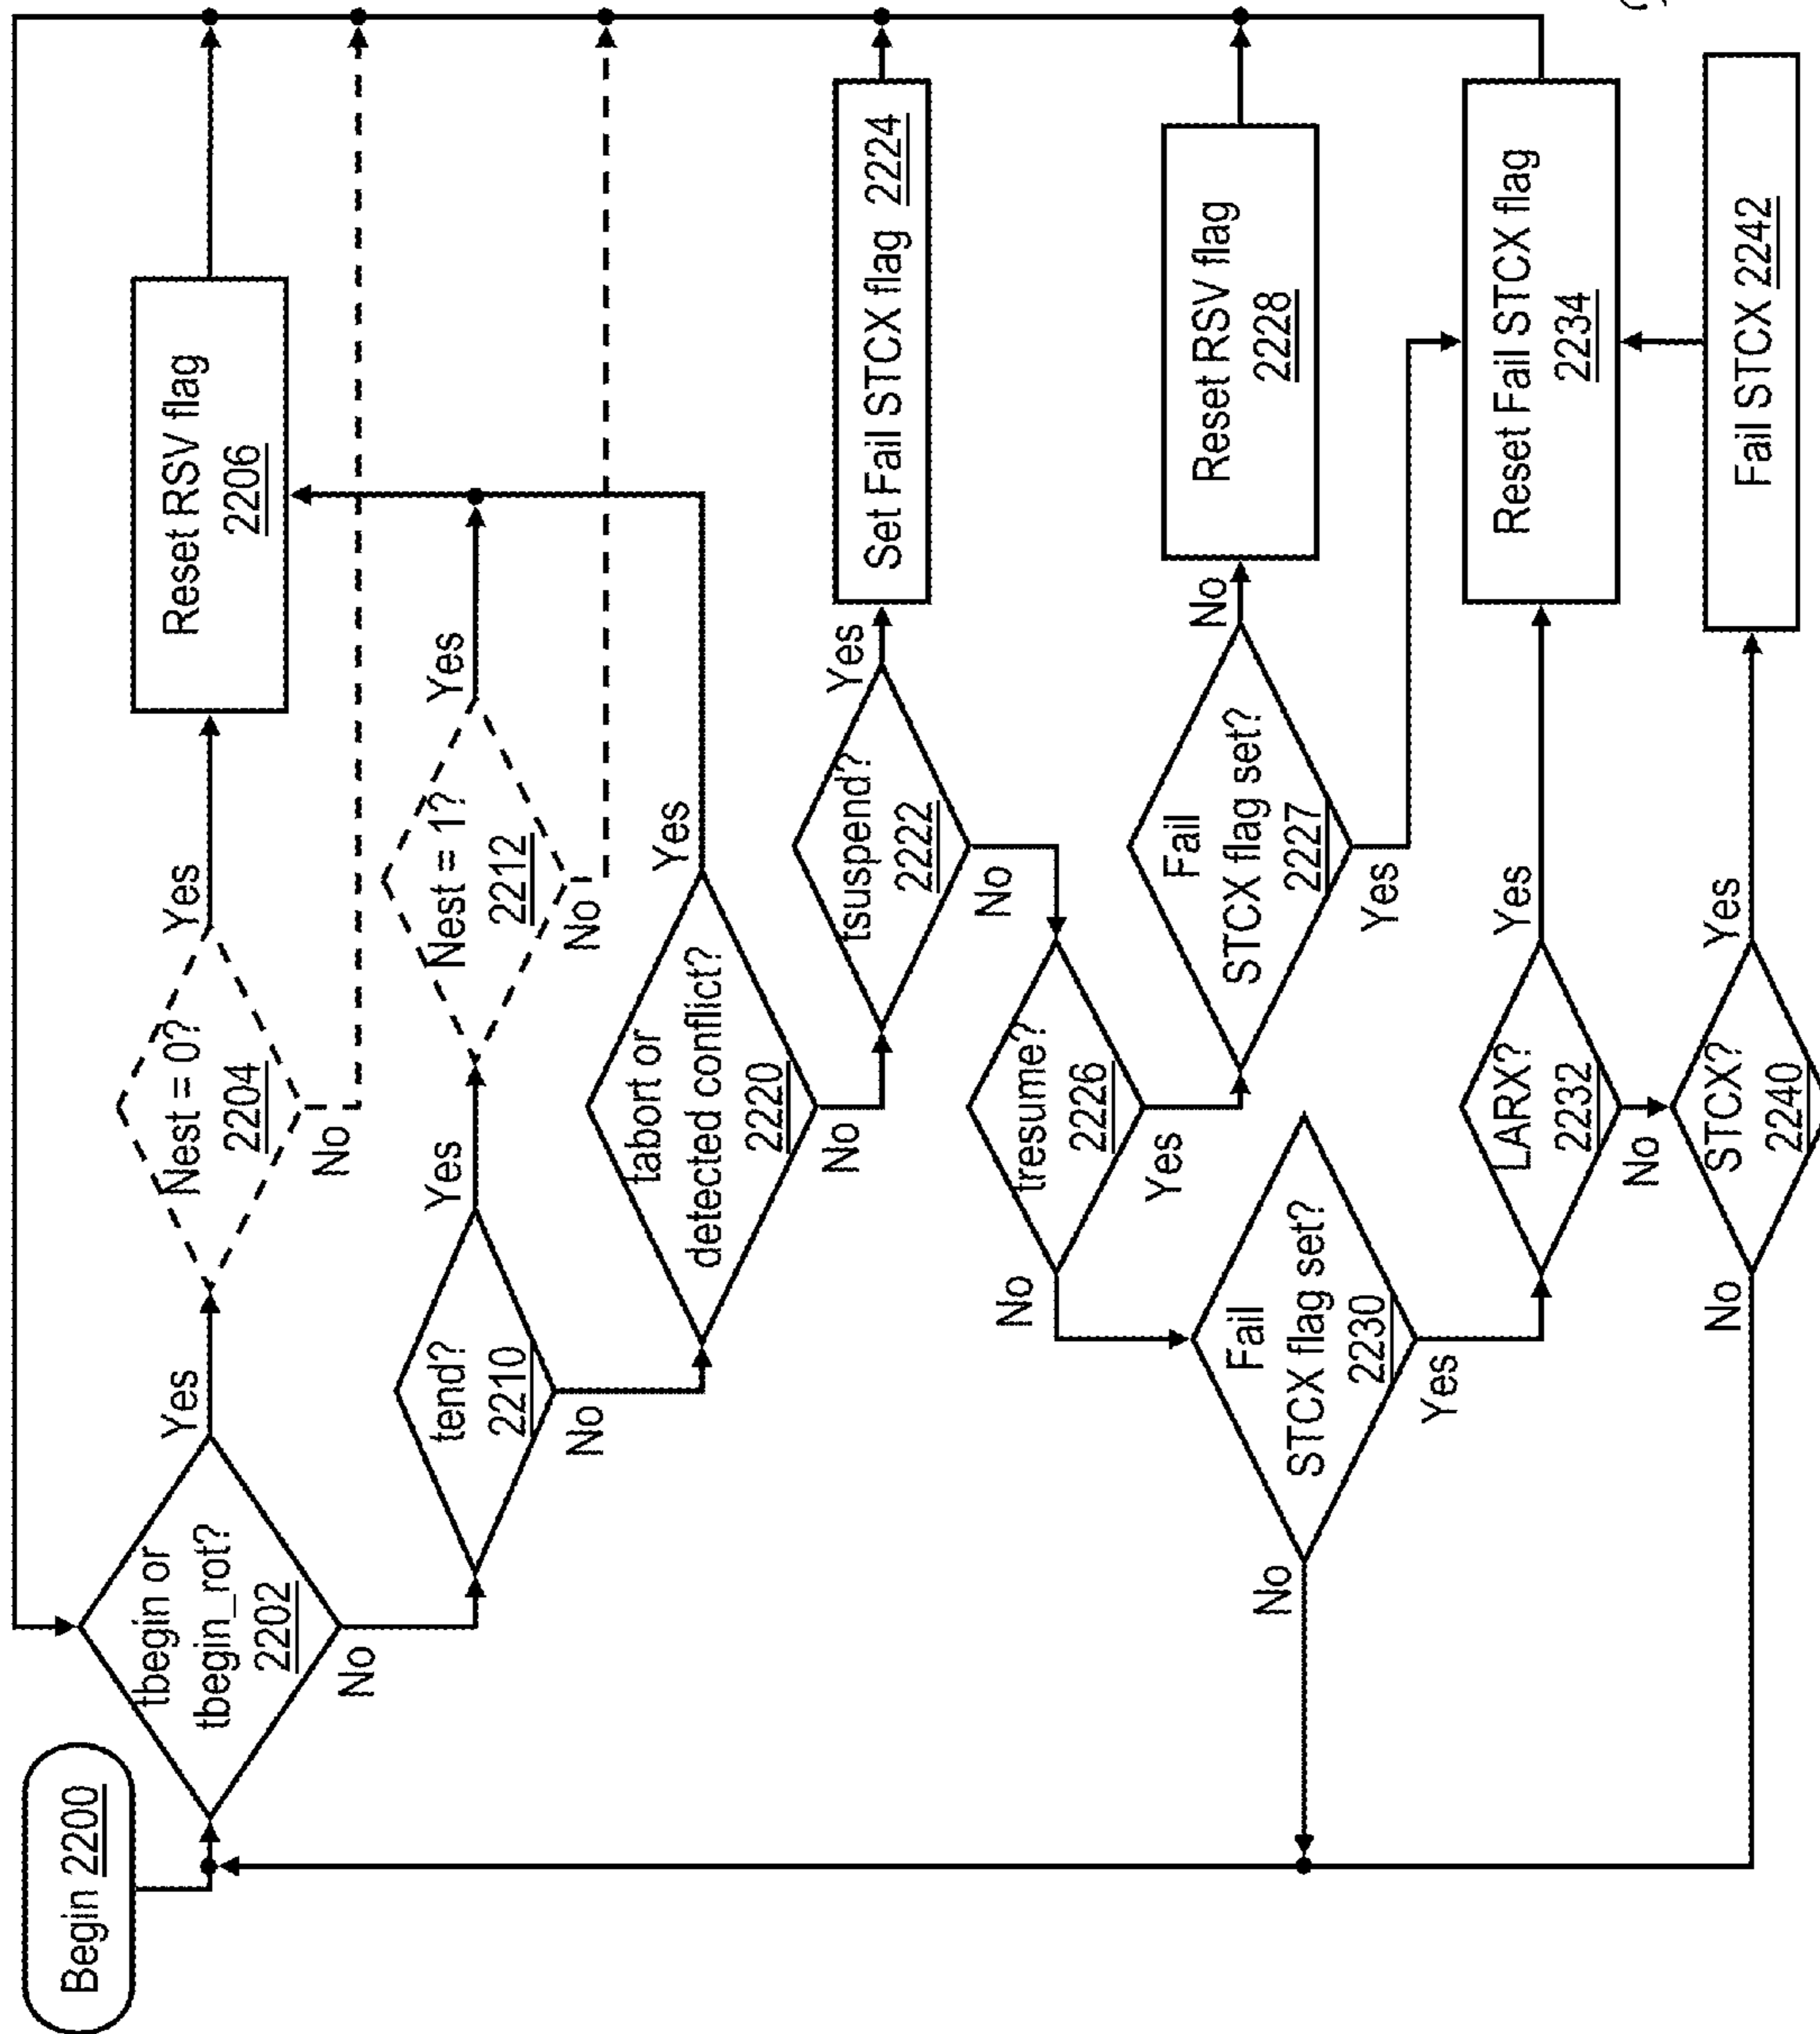 Begin 2200
tbegin or
tbegin_rot?
2202
Yes
No
Nest = 0?
2204
Yes
No
Reset RSV flag
2206
tend?
2210
Yes
No
Nest = 1?
2212
Yes
No
tabort or
detected conflict?
2220
Yes
No
tsuspend?
2222
Yes
No
Set Fail STCX flag 2224
tresume?
2226
No
Yes
Fail
STCX flag set?
2227
No
Yes
Reset RSV flag
2228
Fail
STCX flag set?
2230
No
Yes
LARX?
2232
Yes
No
Reset Fail STCX flag
2234
STCX?
2240
No
Yes
Fail STCX 2242